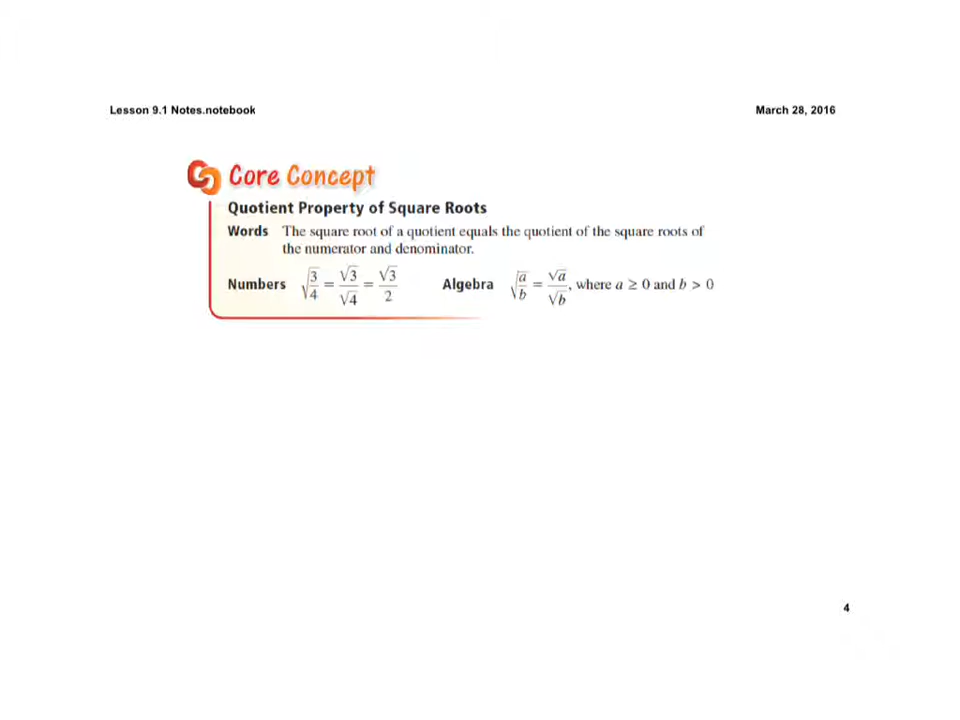 Lesson 9.1 Notes.notebook March 28, 2016
Core Concept
Quotient Property of Square Roots
Words The square root of a quotient equals the quotient of the square roots of
the numerator and denominator.
Numbers √(3/4) = √3/√4 = √3/2 Algebra √(a/b) = √a/√b, where a ≥ 0 and b > 0
4